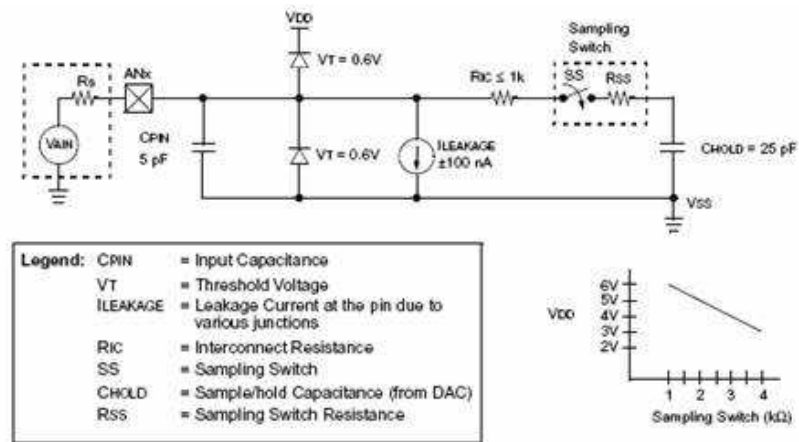 VDD
Sampling
Switch
VT = 0.6V
RIC ≤ 1k
SS
RSS
ANx
Rs
VAIN
CPIN
5 pF
VT = 0.6V
ILEAKAGE
±100 nA
CHOLD = 25 pF
VSS
Legend: CPIN = Input Capacitance
VT = Threshold Voltage
ILEAKAGE = Leakage Current at the pin due to
various junctions
RIC = Interconnect Resistance
SS = Sampling Switch
CHOLD = Sample/hold Capacitance (from DAC)
RSS = Sampling Switch Resistance
VDD
6V
5V
4V
3V
2V
1 2 3 4
Sampling Switch (kΩ)